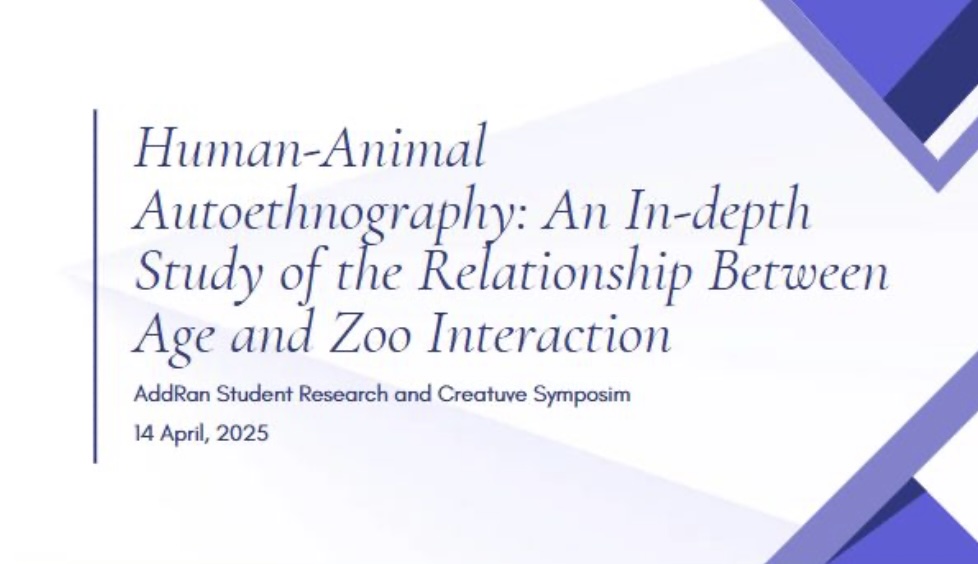 Human-Animal
Autoethnography: An In-depth
Study of the Relationship Between
Age and Zoo Interaction
AddRan Student Research and Creatuve Symposim
14 April, 2025